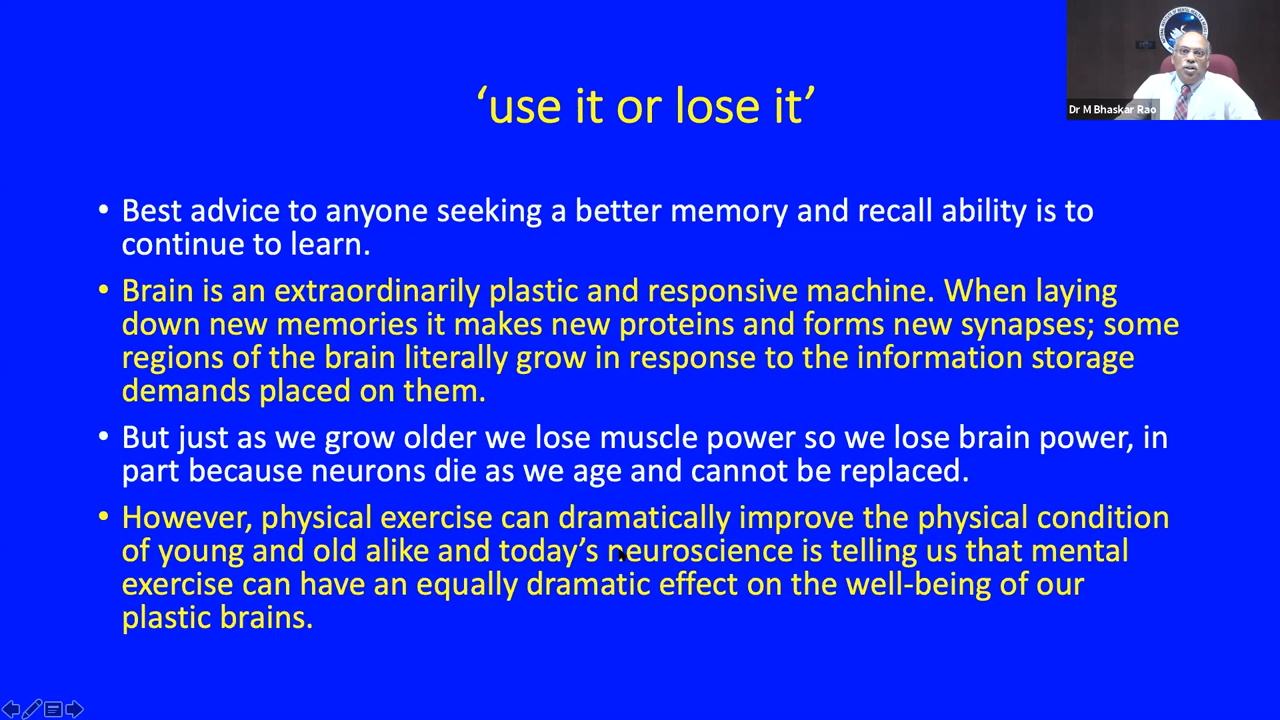 ‘use it or lose it’
Dr M Bhaskar Rao
• Best advice to anyone seeking a better memory and recall ability is to
continue to learn.
• Brain is an extraordinarily plastic and responsive machine. When laying
down new memories it makes new proteins and forms new synapses; some
regions of the brain literally grow in response to the information storage
demands placed on them.
• But just as we grow older we lose muscle power so we lose brain power, in
part because neurons die as we age and cannot be replaced.
• However, physical exercise can dramatically improve the physical condition
of young and old alike and today’s neuroscience is telling us that mental
exercise can have an equally dramatic effect on the well-being of our
plastic brains.